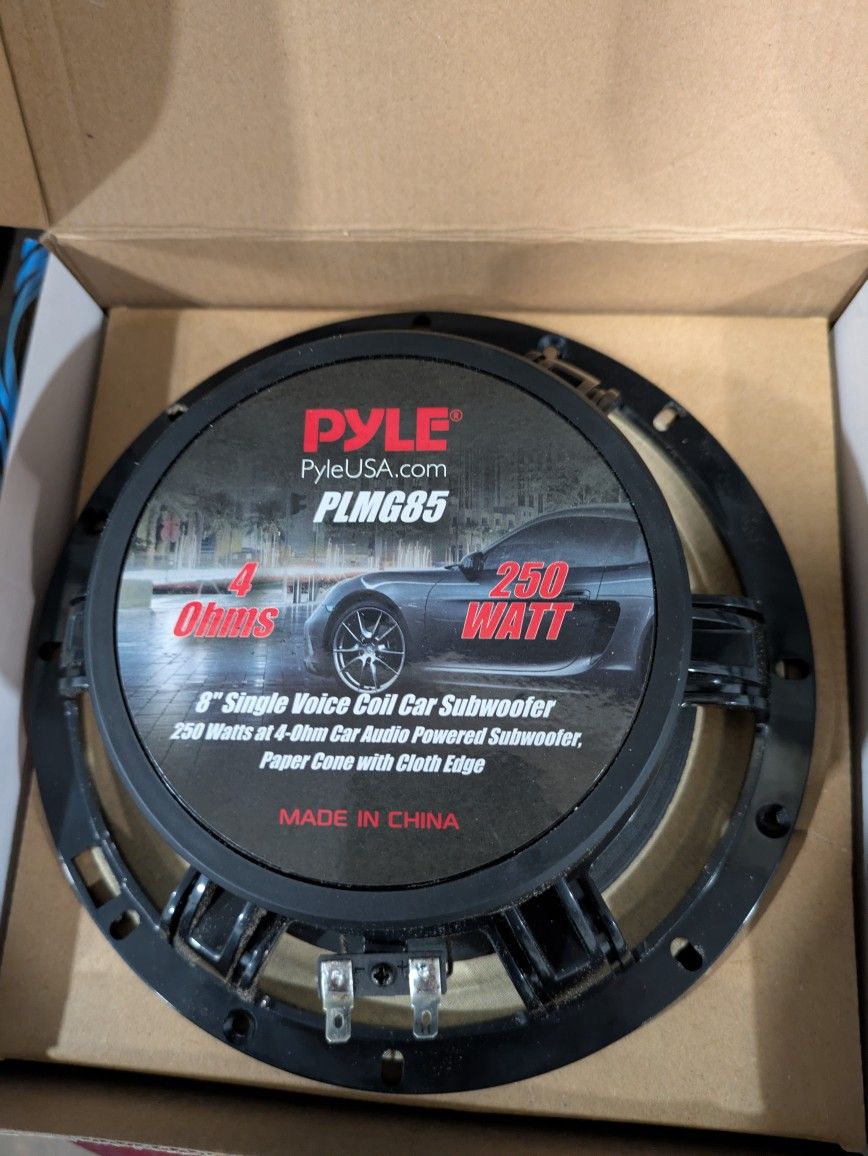 PYLE®
PyleUSA.com
PLMG85
4
Ohms
250
WATT
8" Single Voice Coil Car Subwoofer
250 Watts at 4-Ohm Car Audio Powered Subwoofer,
Paper Cone with Cloth Edge
MADE IN CHINA
- +